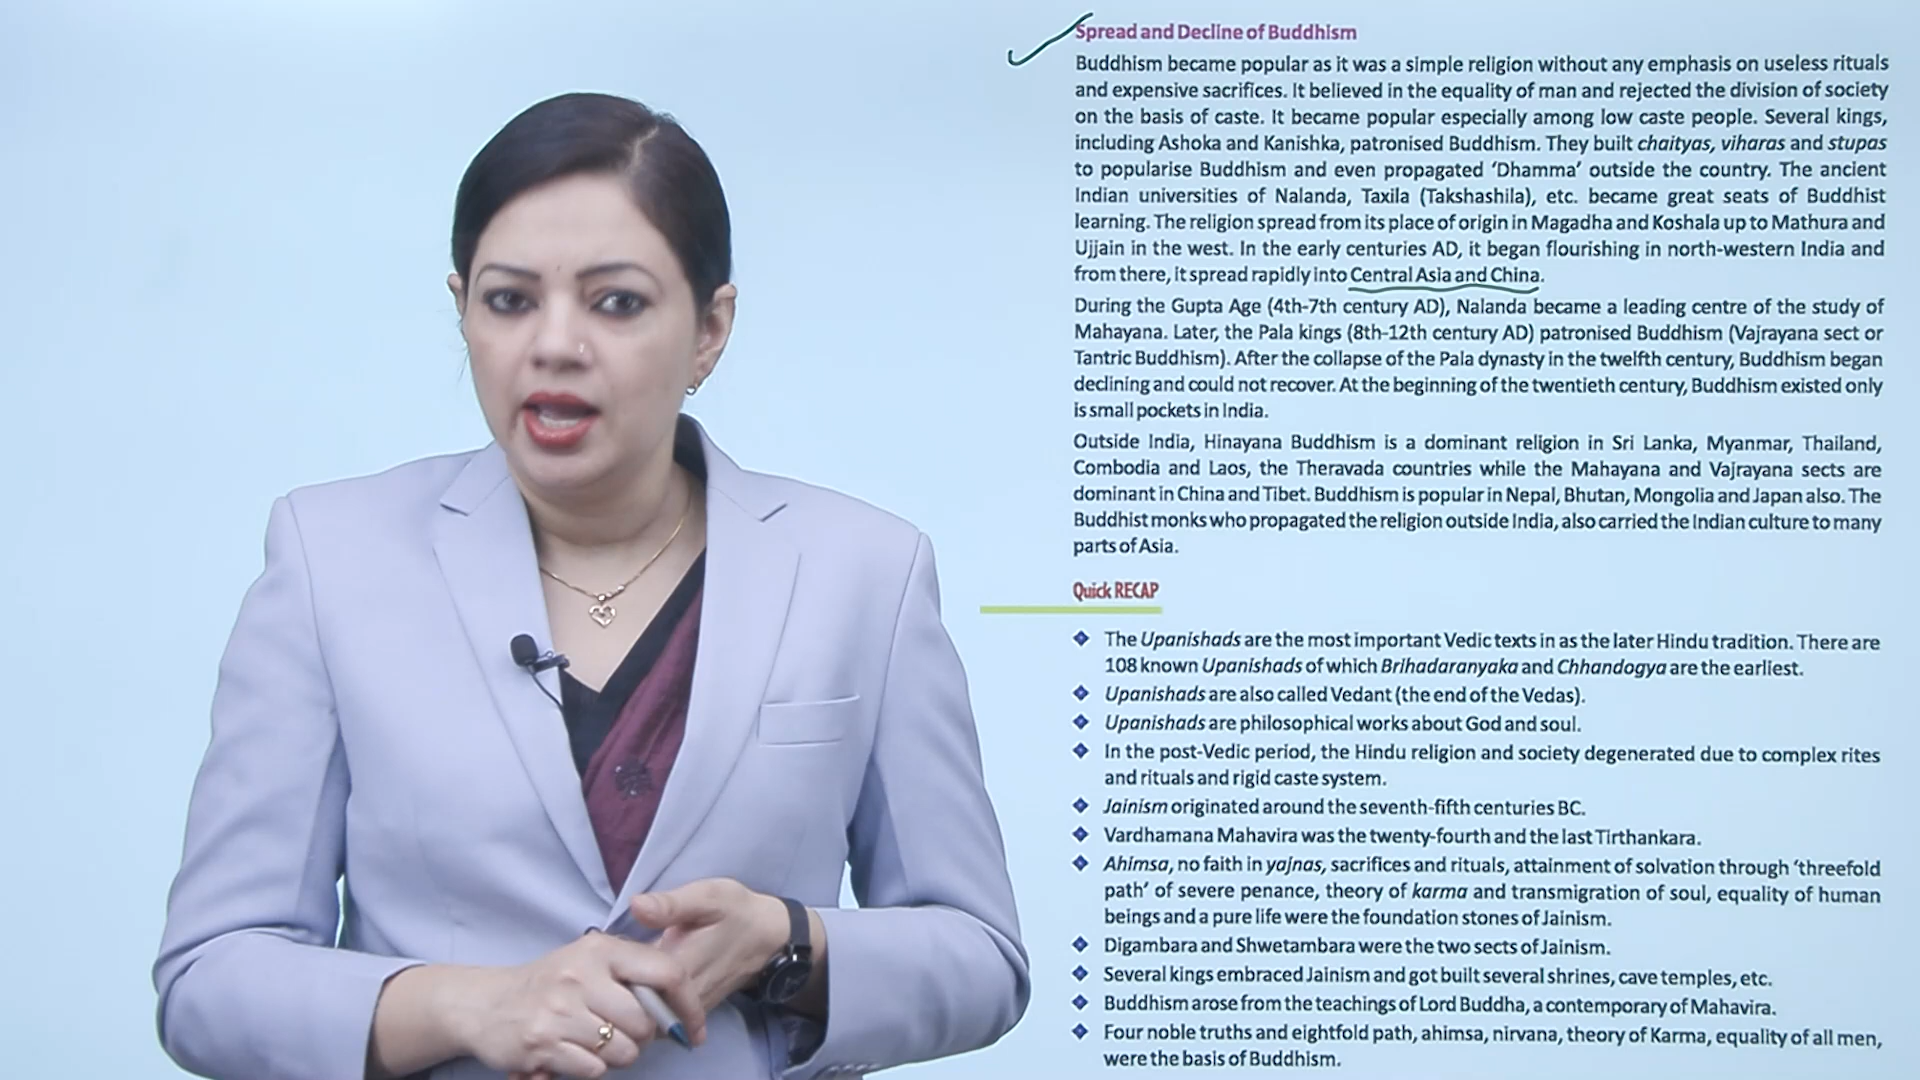 Spread and Decline of Buddhism
Buddhism became popular as it was a simple religion without any emphasis on useless rituals
and expensive sacrifices. It believed in the equality of man and rejected the division of society
on the basis of caste. It became popular especially among low caste people. Several kings,
including Ashoka and Kanishka, patronised Buddhism. They built chaityas, viharas and stupas
to popularise Buddhism and even propagated ‘Dhamma’ outside the country. The ancient
Indian universities of Nalanda, Taxila (Takshashila), etc. became great seats of Buddhist
learning. The religion spread from its place of origin in Magadha and Koshala up to Mathura and
Ujjain in the west. In the early centuries AD, it began flourishing in north-western India and
from there, it spread rapidly into Central Asia and China.
During the Gupta Age (4th-7th century AD), Nalanda became a leading centre of the study of
Mahayana. Later, the Pala kings (8th-12th century AD) patronised Buddhism (Vajrayana sect or
Tantric Buddhism). After the collapse of the Pala dynasty in the twelfth century, Buddhism began
declining and could not recover. At the beginning of the twentieth century, Buddhism existed only
is small pockets in India.
Outside India, Hinayana Buddhism is a dominant religion in Sri Lanka, Myanmar, Thailand,
Combodia and Laos, the Theravada countries while the Mahayana and Vajrayana sects are
dominant in China and Tibet. Buddhism is popular in Nepal, Bhutan, Mongolia and Japan also. The
Buddhist monks who propagated the religion outside India, also carried the Indian culture to many
parts of Asia.
Quick RECAP
The Upanishads are the most important Vedic texts in as the later Hindu tradition. There are
108 known Upanishads of which Brihadaranyaka and Chhandogya are the earliest.
Upanishads are also called Vedant (the end of the Vedas).
Upanishads are philosophical works about God and soul.
In the post-Vedic period, the Hindu religion and society degenerated due to complex rites
and rituals and rigid caste system.
Jainism originated around the seventh-fifth centuries BC.
Vardhamana Mahavira was the twenty-fourth and the last Tirthankara.
Ahimsa, no faith in yajnas, sacrifices and rituals, attainment of solvation through ‘threefold
path’ of severe penance, theory of karma and transmigration of soul, equality of human
beings and a pure life were the foundation stones of Jainism.
Digambara and Shwetambara were the two sects of Jainism.
Several kings embraced Jainism and got built several shrines, cave temples, etc.
Buddhism arose from the teachings of Lord Buddha, a contemporary of Mahavira.
Four noble truths and eightfold path, ahimsa, nirvana, theory of Karma, equality of all men,
were the basis of Buddhism.